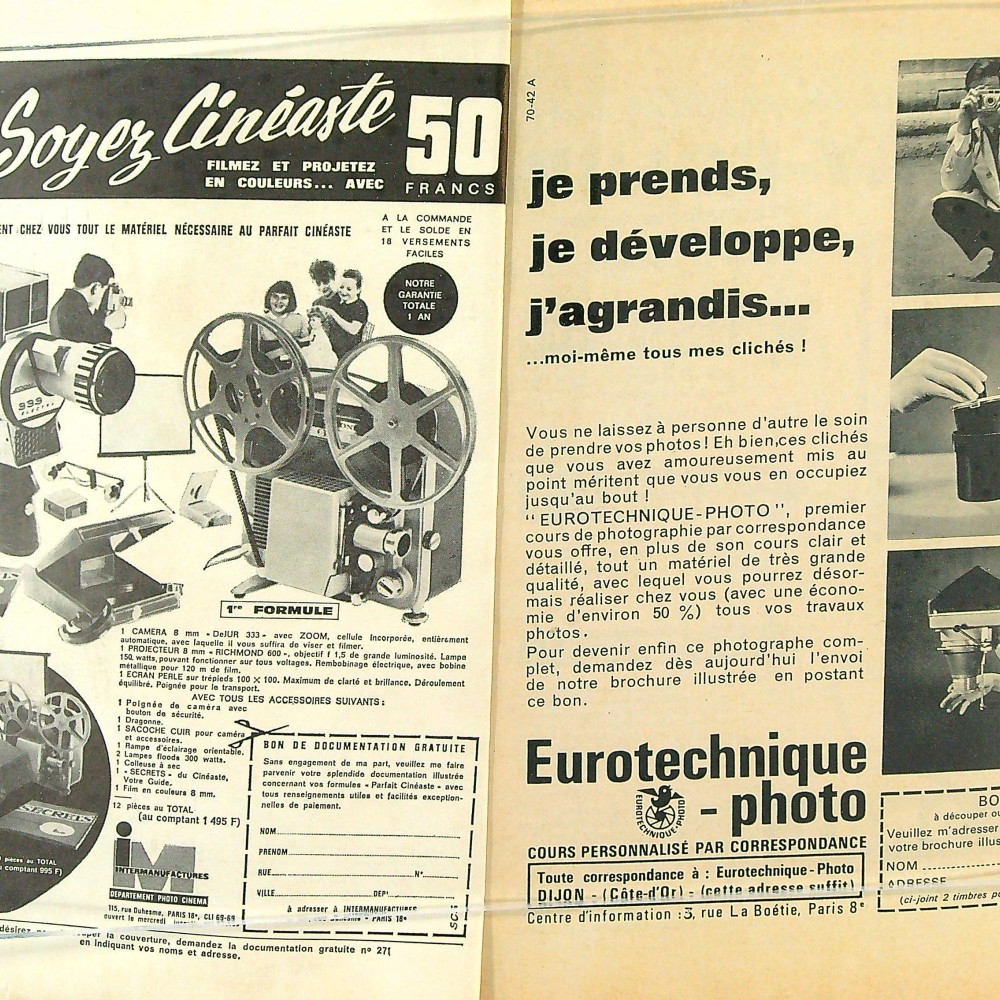 Soyez Cinéaste
50
FRANCS
FILMEZ ET PROJETEZ
EN COULEURS... AVEC
CHEZ VOUS TOUT LE MATÉRIEL NÉCESSAIRE AU PARFAIT CINÉASTE
A LA COMMANDE
ET LE SOLDE EN
18 VERSEMENTS
FACILES
NOTRE
GARANTIE
TOTALE
1 AN
333
1re FORMULE
1 CAMERA 8 mm « DeJUR 333 » avec ZOOM, cellule incorporée, entièrement
automatique, avec laquelle il vous suffira de viser et filmer.
1 PROJECTEUR 8 mm « RICHMOND 600 », objectif f 1,5 de grande luminosité. Lampe
150 watts, pouvant fonctionner sur tous voltages. Rembobinage électrique, avec bobine
métallique pour 120 m de film.
1 ECRAN PERLE sur trépieds 100 × 100. Maximum de clarté et brillance. Déroulement
équilibré. Poignée pour le transport.
AVEC TOUS LES ACCESSOIRES SUIVANTS :
1 Poignée de caméra avec
bouton de sécurité.
1 Dragonne.
1 SACOCHE CUIR pour caméra
et accessoires.
1 Rampe d'éclairage orientable.
2 Lampes floods 300 watts.
1 Colleuse à sec
1 « SECRETS » du Cinéaste,
Votre Guide.
1 Film en couleurs 8 mm.
12 pièces au TOTAL
(au comptant 1 495 F)
SECRETS
pièces au TOTAL
comptant 995 F)
iM
INTERMANUFACTURES
DEPARTEMENT PHOTO CINEMA
115, rue Duhesme, PARIS 18e, CLI 69-69
ouvert le mercredi
BON DE DOCUMENTATION GRATUITE
Sans engagement de ma part, veuillez me faire
parvenir votre splendide documentation illustrée
concernant vos formules « Parfait Cinéaste » avec
tous renseignements utiles et facilités exception-
nelles de paiement.
NOM
PRENOM
RUE N°
VILLE DEPt
à adresser à INTERMANUFACTURES
PARIS 18e
la couverture, demandez la documentation gratuite n° 271
en indiquant vos noms et adresse.
70-42 A
je prends,
je développe,
j'agrandis...
...moi-même tous mes clichés !
Vous ne laissez à personne d'autre le soin
de prendre vos photos ! Eh bien, ces clichés
que vous avez amoureusement mis au
point méritent que vous vous en occupiez
jusqu'au bout !
" EUROTECHNIQUE-PHOTO ", premier
cours de photographie par correspondance
vous offre, en plus de son cours clair et
détaillé, tout un matériel de très grande
qualité, avec lequel vous pourrez désor-
mais réaliser chez vous (avec une écono-
mie d'environ 50 %) tous vos travaux
photos.
Pour devenir enfin ce photographe com-
plet, demandez dès aujourd'hui l'envoi
de notre brochure illustrée en postant
ce bon.
Eurotechnique
- photo
EUROTECHNIQUE-PHOTO
COURS PERSONNALISÉ PAR CORRESPONDANCE
Toute correspondance à : Eurotechnique-Photo
DIJON - (Côte-d'Or) - (cette adresse suffit)
Centre d'information : 3, rue La Boétie, Paris 8e
BO
à découper ou
Veuillez m'adresser
votre brochure illus
NOM
ADRESSE
(ci-joint 2 timbres po